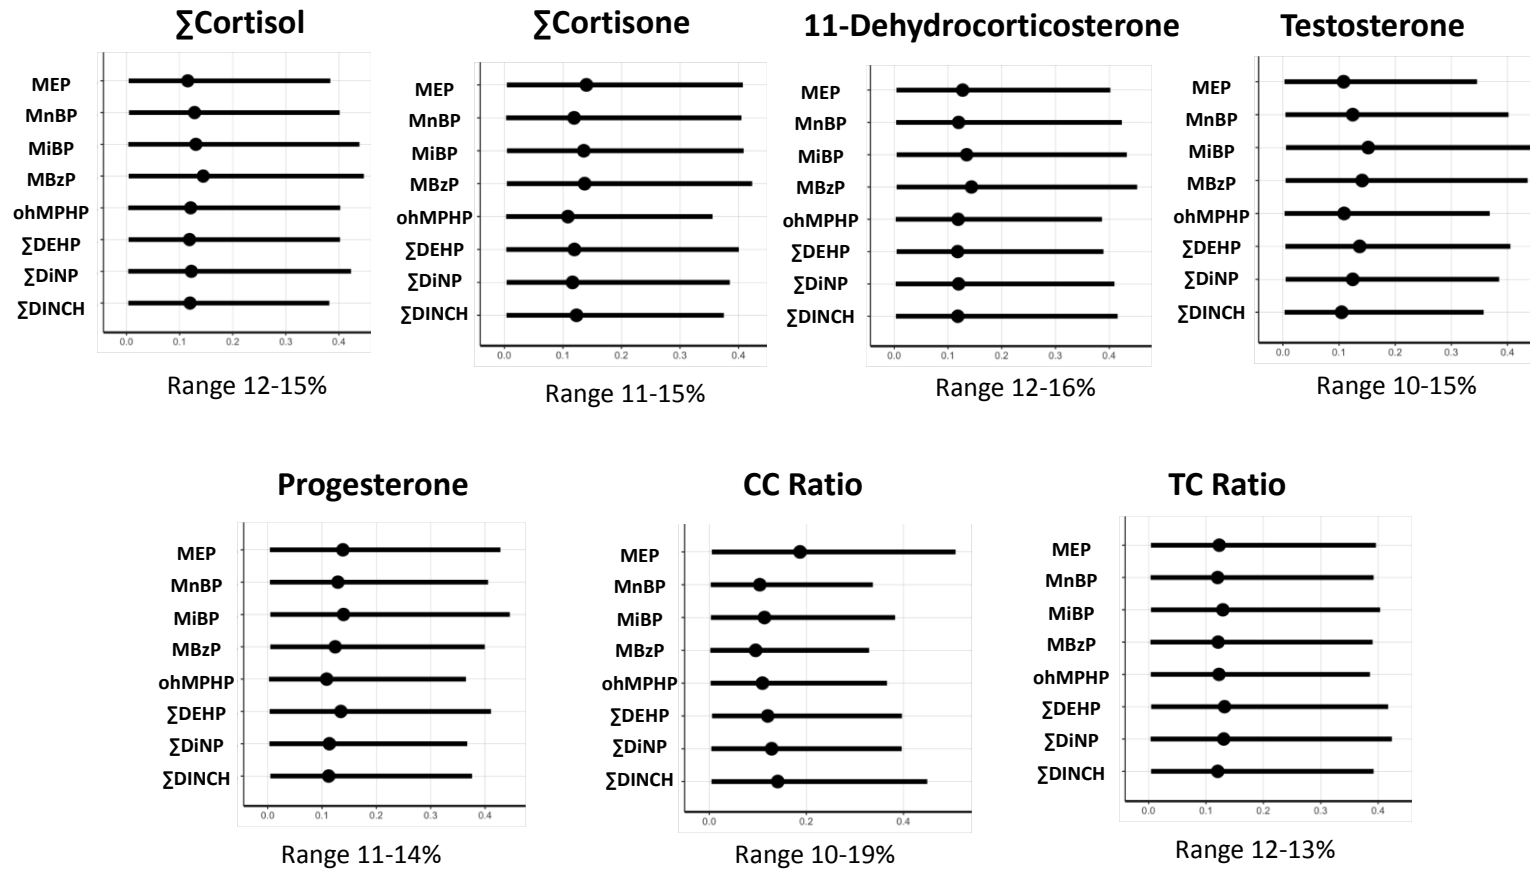 ∑Cortisol
MEP
MnBP
MiBP
MBzP
ohMPHP
∑DEHP
∑DiNP
∑DINCH
0.0 0.1 0.2 0.3 0.4
Range 12-15%
∑Cortisone
MEP
MnBP
MiBP
MBzP
ohMPHP
∑DEHP
∑DiNP
∑DINCH
0.0 0.1 0.2 0.3 0.4
Range 11-15%
11-Dehydrocorticosterone
MEP
MnBP
MiBP
MBzP
ohMPHP
∑DEHP
∑DiNP
∑DINCH
0.0 0.1 0.2 0.3 0.4
Range 12-16%
Testosterone
MEP
MnBP
MiBP
MBzP
ohMPHP
∑DEHP
∑DiNP
∑DINCH
0.0 0.1 0.2 0.3 0.4
Range 10-15%
Progesterone
MEP
MnBP
MiBP
MBzP
ohMPHP
∑DEHP
∑DiNP
∑DINCH
0.0 0.1 0.2 0.3 0.4
Range 11-14%
CC Ratio
MEP
MnBP
MiBP
MBzP
ohMPHP
∑DEHP
∑DiNP
∑DINCH
0.0 0.2 0.4
Range 10-19%
TC Ratio
MEP
MnBP
MiBP
MBzP
ohMPHP
∑DEHP
∑DiNP
∑DINCH
0.0 0.1 0.2 0.3 0.4
Range 12-13%